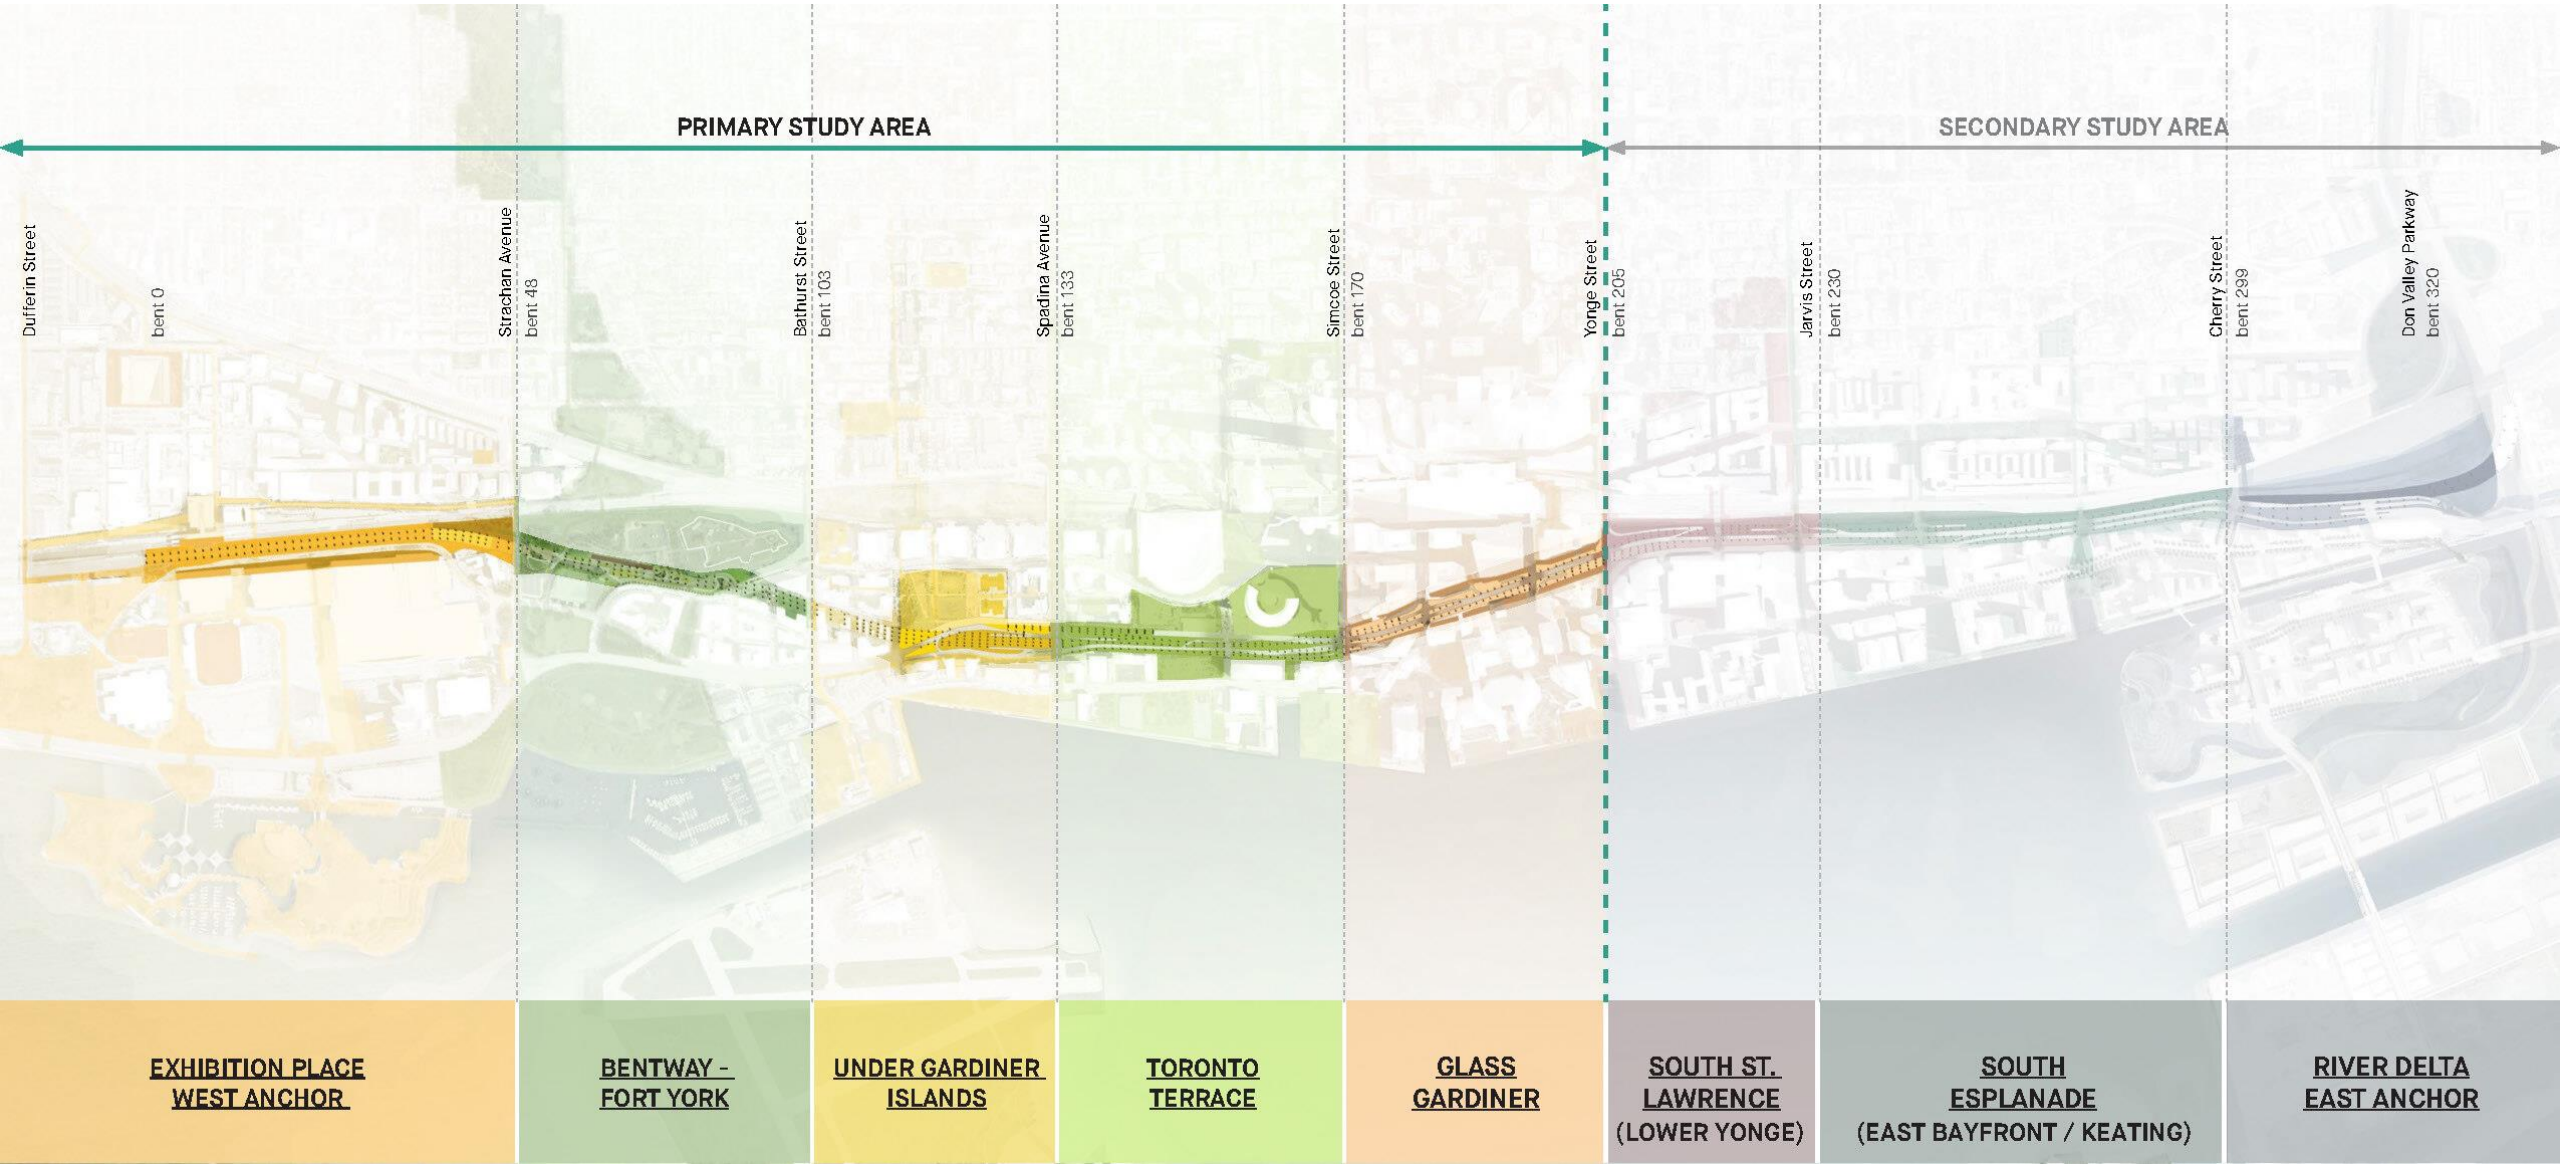 PRIMARY STUDY AREA
SECONDARY STUDY AREA
Dufferin Street
bent 0
Strachan Avenue
bent 48
Bathurst Street
bent 103
Spadina Avenue
bent 133
Simcoe Street
bent 170
Yonge Street
bent 205
Jarvis Street
bent 230
Cherry Street
bent 299
Don Valley Parkway
bent 320
EXHIBITION PLACE
WEST ANCHOR
BENTWAY -
FORT YORK
UNDER GARDINER
ISLANDS
TORONTO
TERRACE
GLASS
GARDINER
SOUTH ST.
LAWRENCE
(LOWER YONGE)
SOUTH
ESPLANADE
(EAST BAYFRONT / KEATING)
RIVER DELTA
EAST ANCHOR